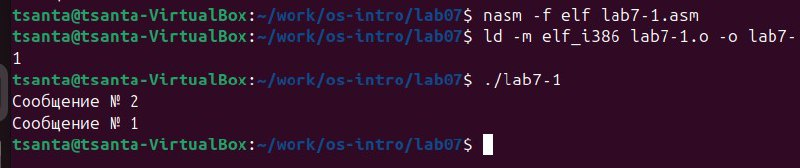 tsanta@tsanta-VirtualBox:~/work/os-intro/lab07$ nasm -f elf lab7-1.asm
tsanta@tsanta-VirtualBox:~/work/os-intro/lab07$ ld -m elf_i386 lab7-1.o -o lab7-
1
tsanta@tsanta-VirtualBox:~/work/os-intro/lab07$ ./lab7-1
Сообщение № 2
Сообщение № 1
tsanta@tsanta-VirtualBox:~/work/os-intro/lab07$